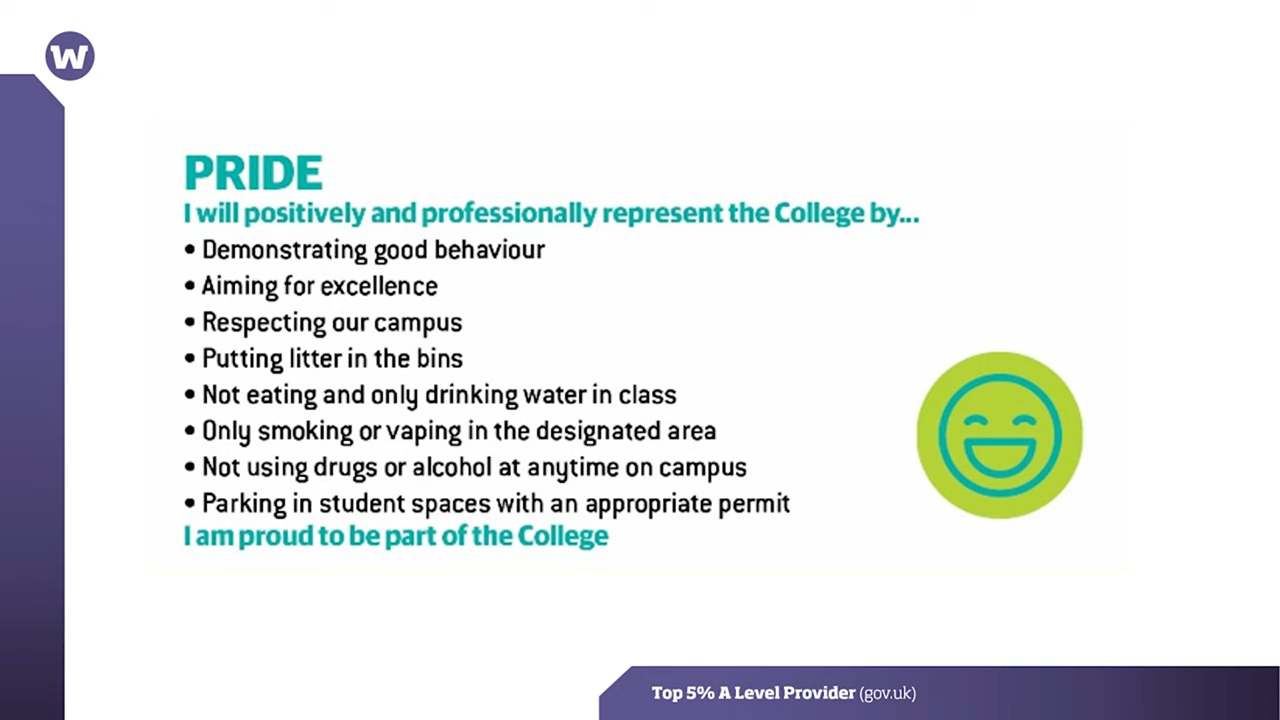 W
PRIDE
I will positively and professionally represent the College by...
• Demonstrating good behaviour
• Aiming for excellence
• Respecting our campus
• Putting litter in the bins
• Not eating and only drinking water in class
• Only smoking or vaping in the designated area
• Not using drugs or alcohol at anytime on campus
• Parking in student spaces with an appropriate permit
I am proud to be part of the College
Top 5% A Level Provider (gov.uk)